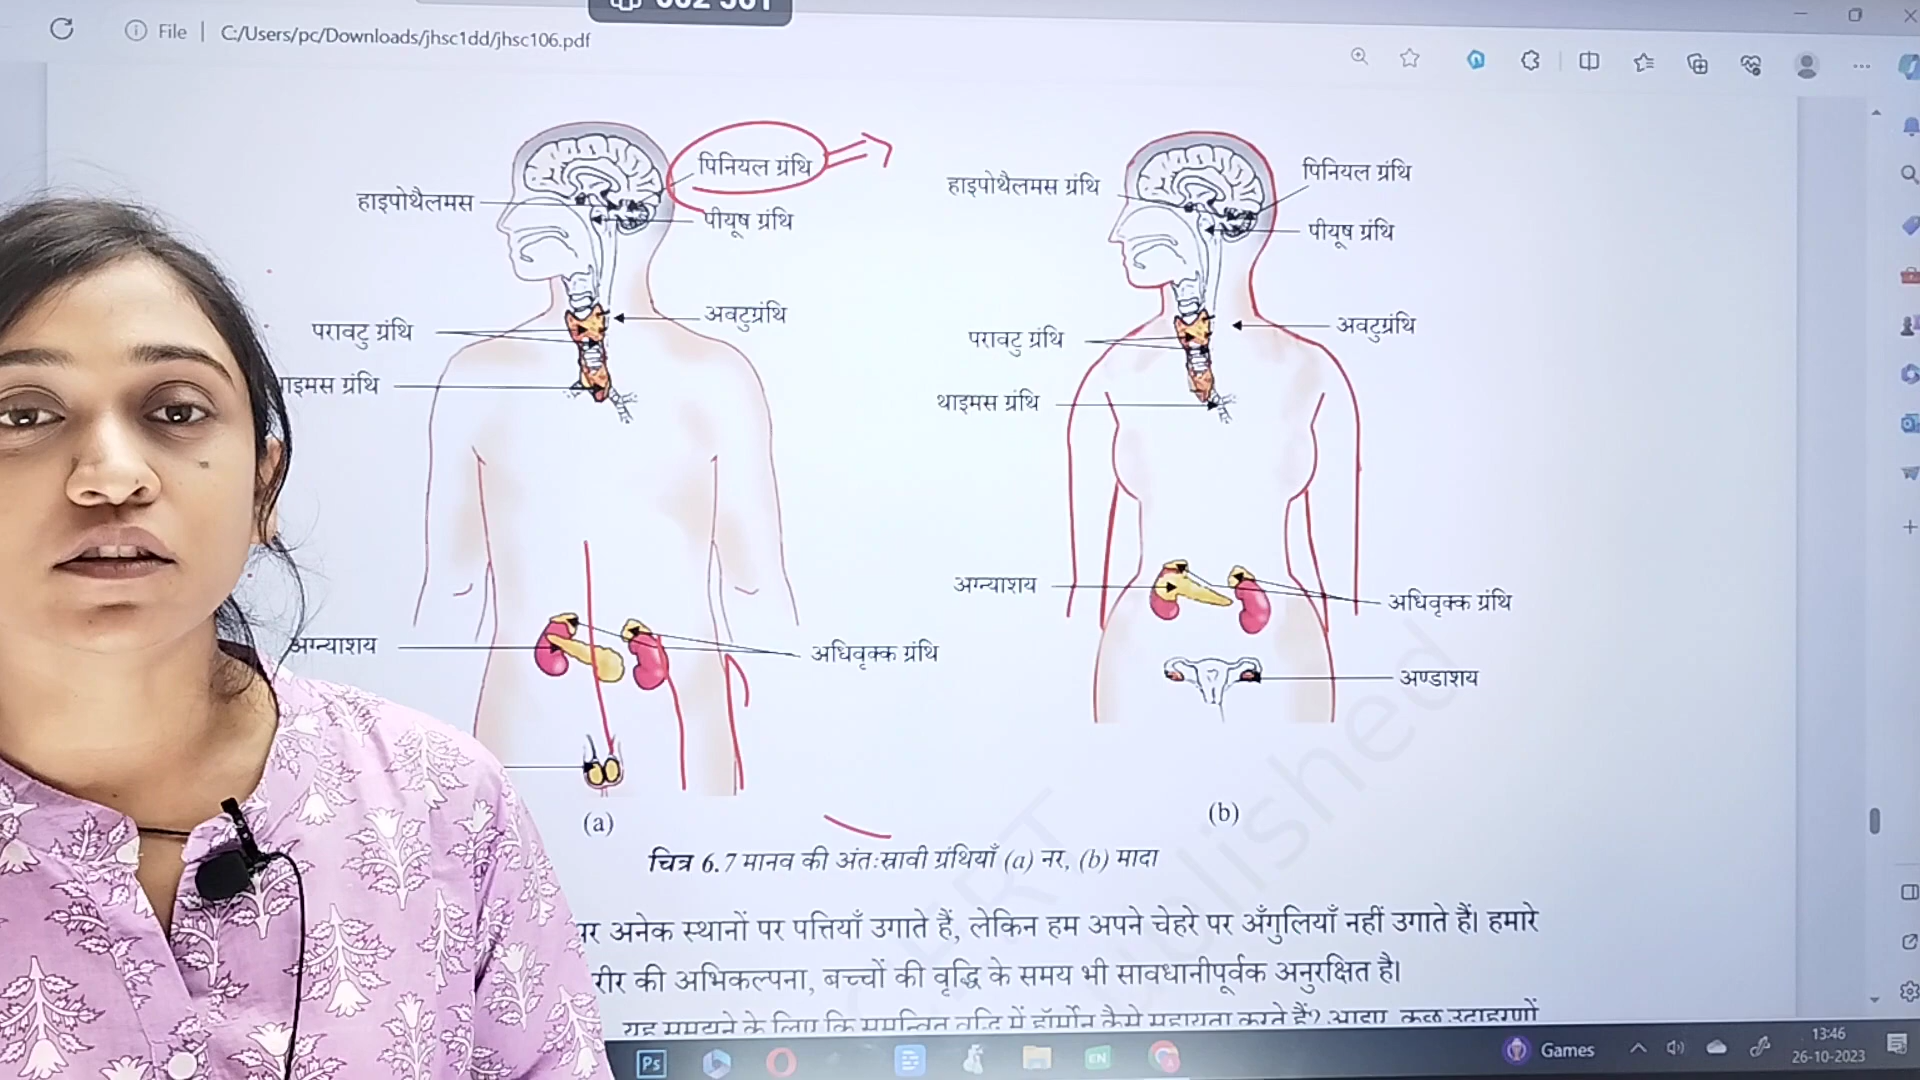 File | C:/Users/pc/Downloads/jhsc1dd/jhsc106.pdf
पिनियल ग्रंथि
हाइपोथैलमस
पीयूष ग्रंथि
अवटुग्रंथि
परावटु ग्रंथि
ग्रंथि
अग्न्याशय
अधिवृक्क ग्रंथि
(a)
पिनियल ग्रंथि
हाइपोथैलमस ग्रंथि
पीयूष ग्रंथि
अवटुग्रंथि
परावटु ग्रंथि
थाइमस ग्रंथि
अग्न्याशय
अधिवृक्क ग्रंथि
अण्डाशय
(b)
चित्र 6.7 मानव की अंतःस्रावी ग्रंथियाँ (a) नर, (b) मादा
अनेक स्थानों पर पत्तियाँ उगाते हैं, लेकिन हम अपने चेहरे पर अँगुलियाँ नहीं उगाते हैं। हमारे
की अभिकल्पना, बच्चों की वृद्धि के समय भी सावधानीपूर्वक अनुरक्षित है।
published
Ps
EN
Games
13:46
26-10-2023